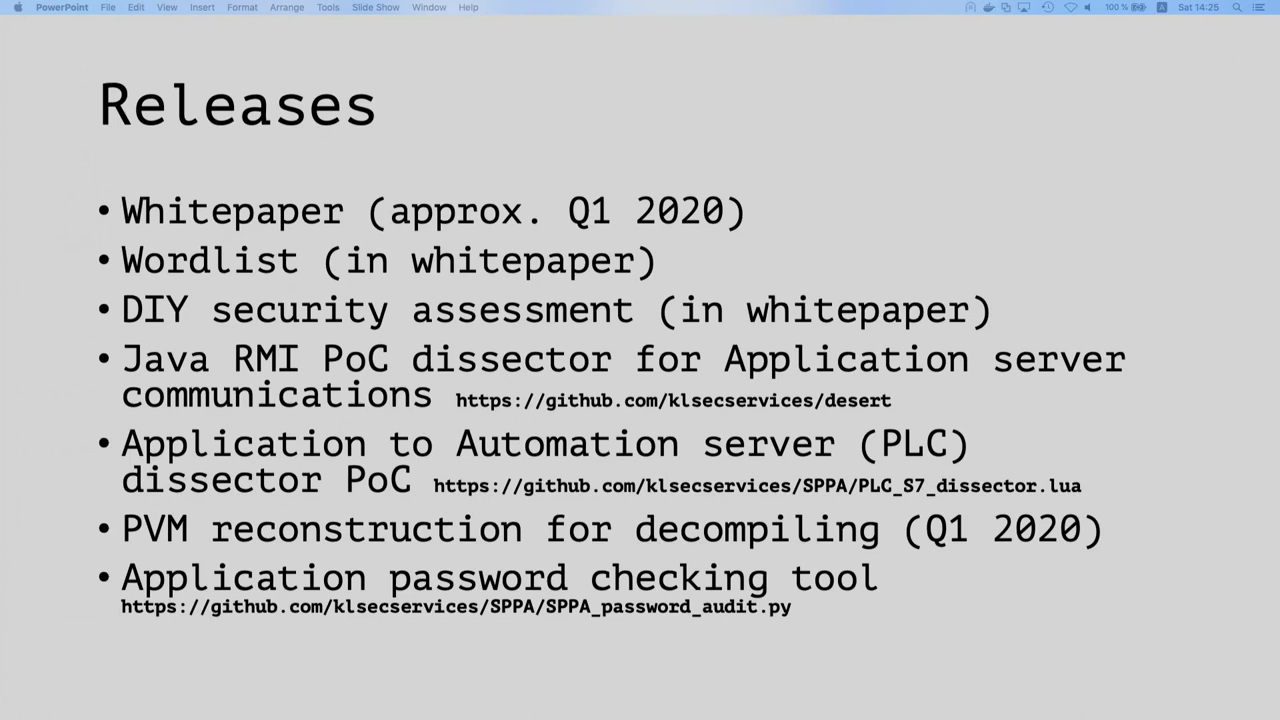 PowerPoint File Edit View Insert Format Arrange Tools Slide Show Window Help 100 % A Sat 14:25
Releases
• Whitepaper (approx. Q1 2020)
• Wordlist (in whitepaper)
• DIY security assessment (in whitepaper)
• Java RMI PoC dissector for Application server
communications https://github.com/klsecservices/desert
• Application to Automation server (PLC)
dissector PoC https://github.com/klsecservices/SPPA/PLC_S7_dissector.lua
• PVM reconstruction for decompiling (Q1 2020)
• Application password checking tool
https://github.com/klsecservices/SPPA/SPPA_password_audit.py